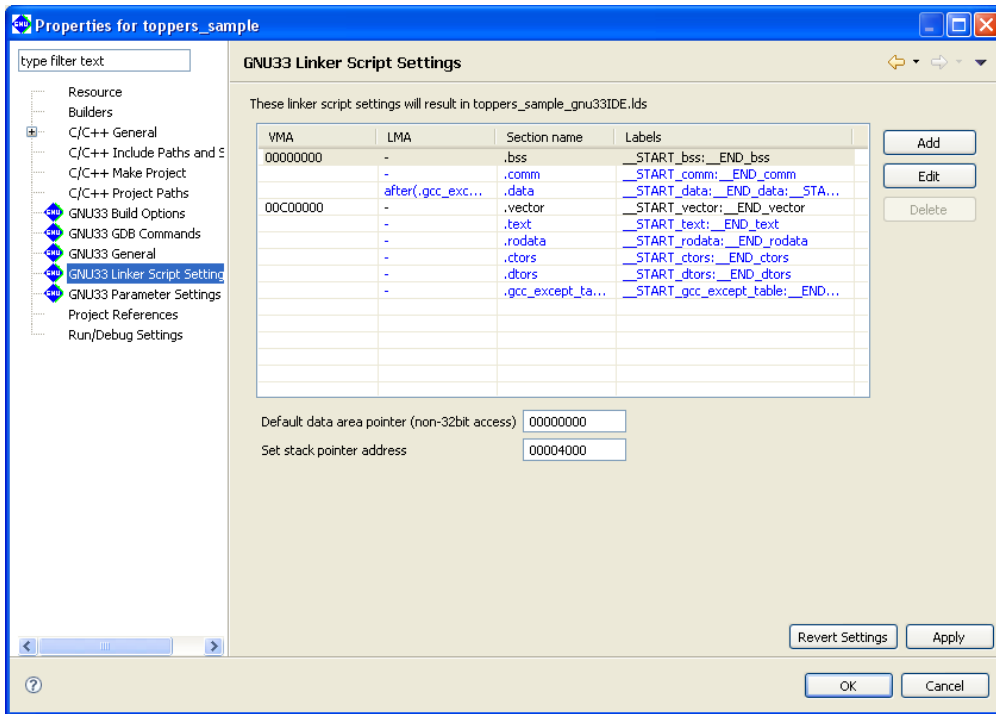 Properties for toppers_sample
type filter text
GNU33 Linker Script Settings
Resource
Builders
C/C++ General
C/C++ Include Paths and S
C/C++ Make Project
C/C++ Project Paths
GNU33 Build Options
GNU33 GDB Commands
GNU33 General
GNU33 Linker Script Setting
GNU33 Parameter Settings
Project References
Run/Debug Settings
These linker script settings will result in toppers_sample_gnu33IDE.lds
VMA LMA Section name Labels
00000000 - .bss __START_bss:__END_bss
- .comm __START_comm:__END_comm
after(.gcc_exc... .data __START_data:__END_data:__STA...
00C00000 - .vector __START_vector:__END_vector
- .text __START_text:__END_text
- .rodata __START_rodata:__END_rodata
- .ctors __START_ctors:__END_ctors
- .dtors __START_dtors:__END_dtors
- .gcc_except_ta... __START_gcc_except_table:__END...
Add
Edit
Delete
Default data area pointer (non-32bit access) 00000000
Set stack pointer address 00004000
Revert Settings Apply
? OK Cancel